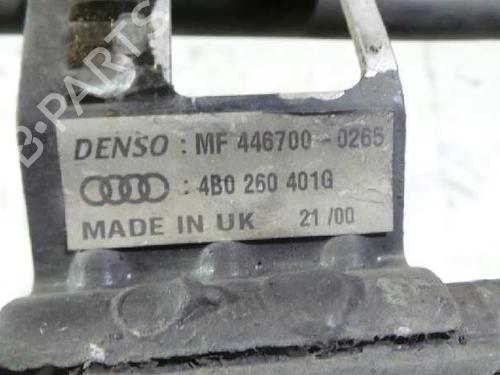 B-PARTS
DENSO : MF 446700-0265
: 4B0 260 401G
MADE IN UK 21/00